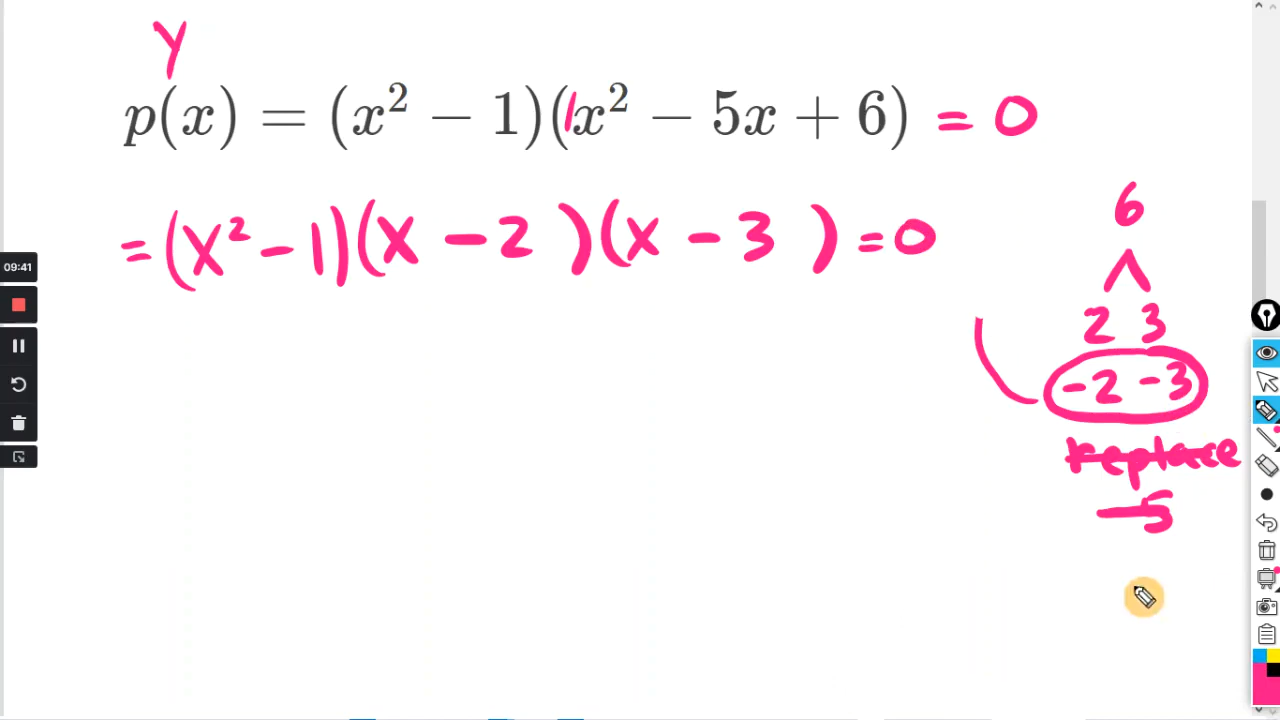 y
p(x) = (x² − 1)(1x² − 5x + 6) = 0
= (x² − 1)(x − 2)(x − 3) = 0
6
2 3
−2 −3
replace
−5
09:41